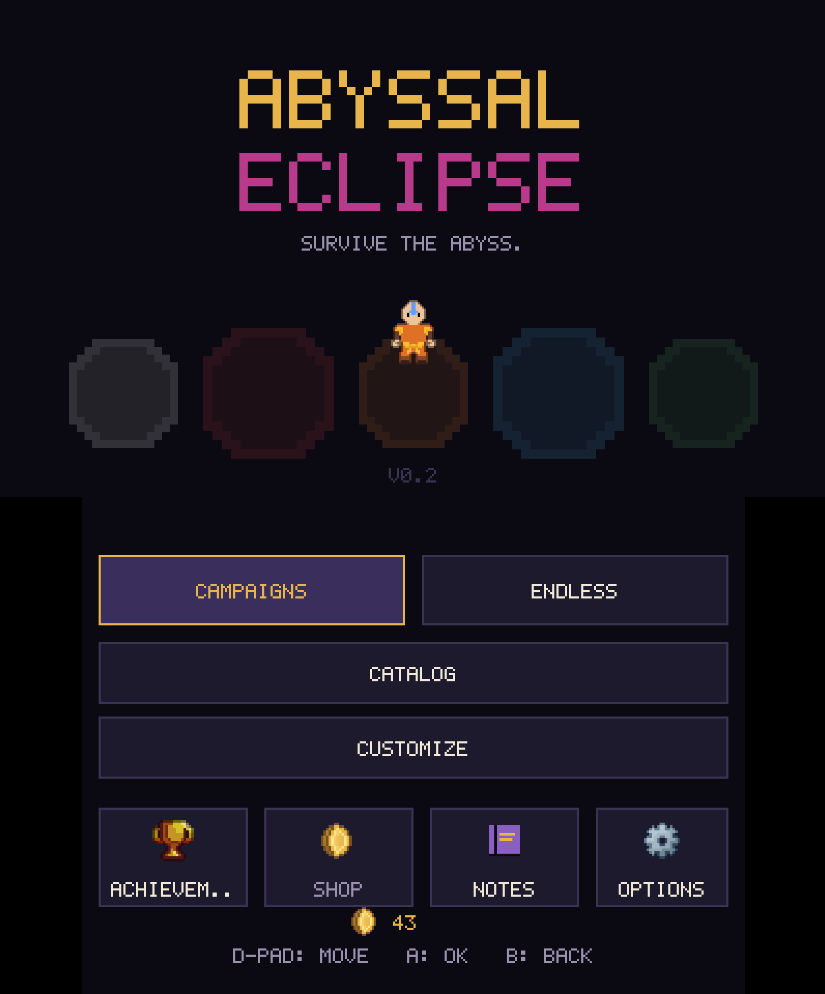 ABYSSAL
ECLIPSE
SURVIVE THE ABYSS.
V0.2
CAMPAIGNS
ENDLESS
CATALOG
CUSTOMIZE
ACHIEVEM..
SHOP
NOTES
OPTIONS
43
D-PAD: MOVE A: OK B: BACK